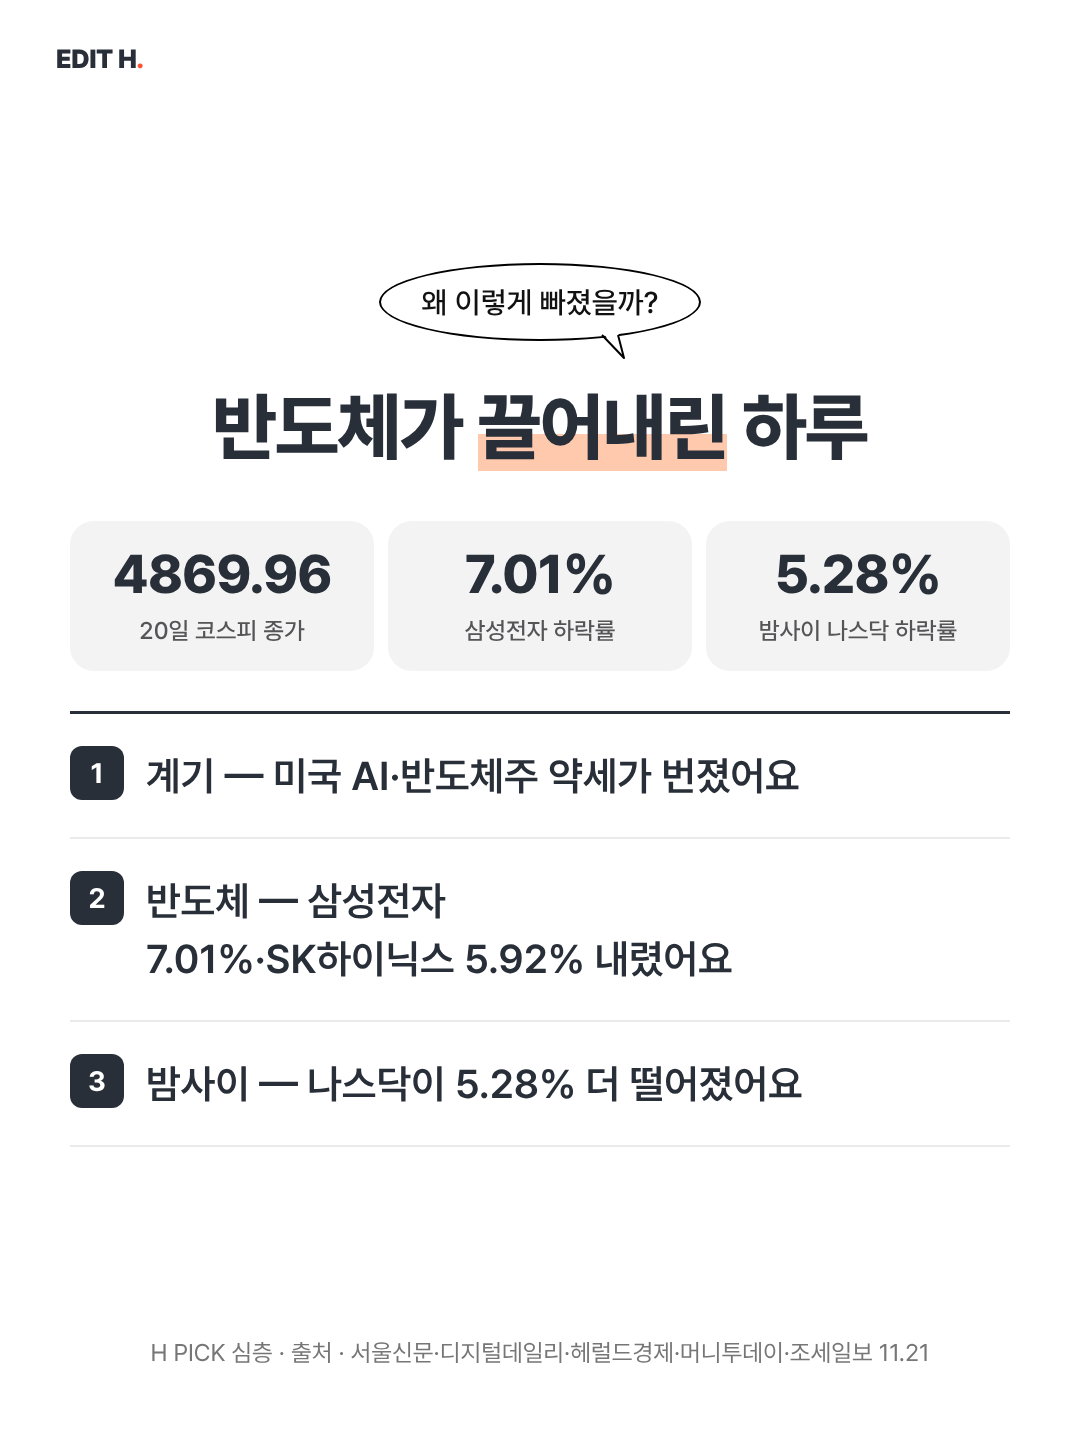 EDIT H.
왜 이렇게 빠졌을까?
반도체가 끌어내린 하루
4869.96
20일 코스피 종가
7.01%
삼성전자 하락률
5.28%
밤사이 나스닥 하락률
1 계기 — 미국 AI·반도체주 약세가 번졌어요
2 반도체 — 삼성전자
7.01%·SK하이닉스 5.92% 내렸어요
3 밤사이 — 나스닥이 5.28% 더 떨어졌어요
H PICK 심층 · 출처 · 서울신문·디지털데일리·헤럴드경제·머니투데이·조세일보 11.21